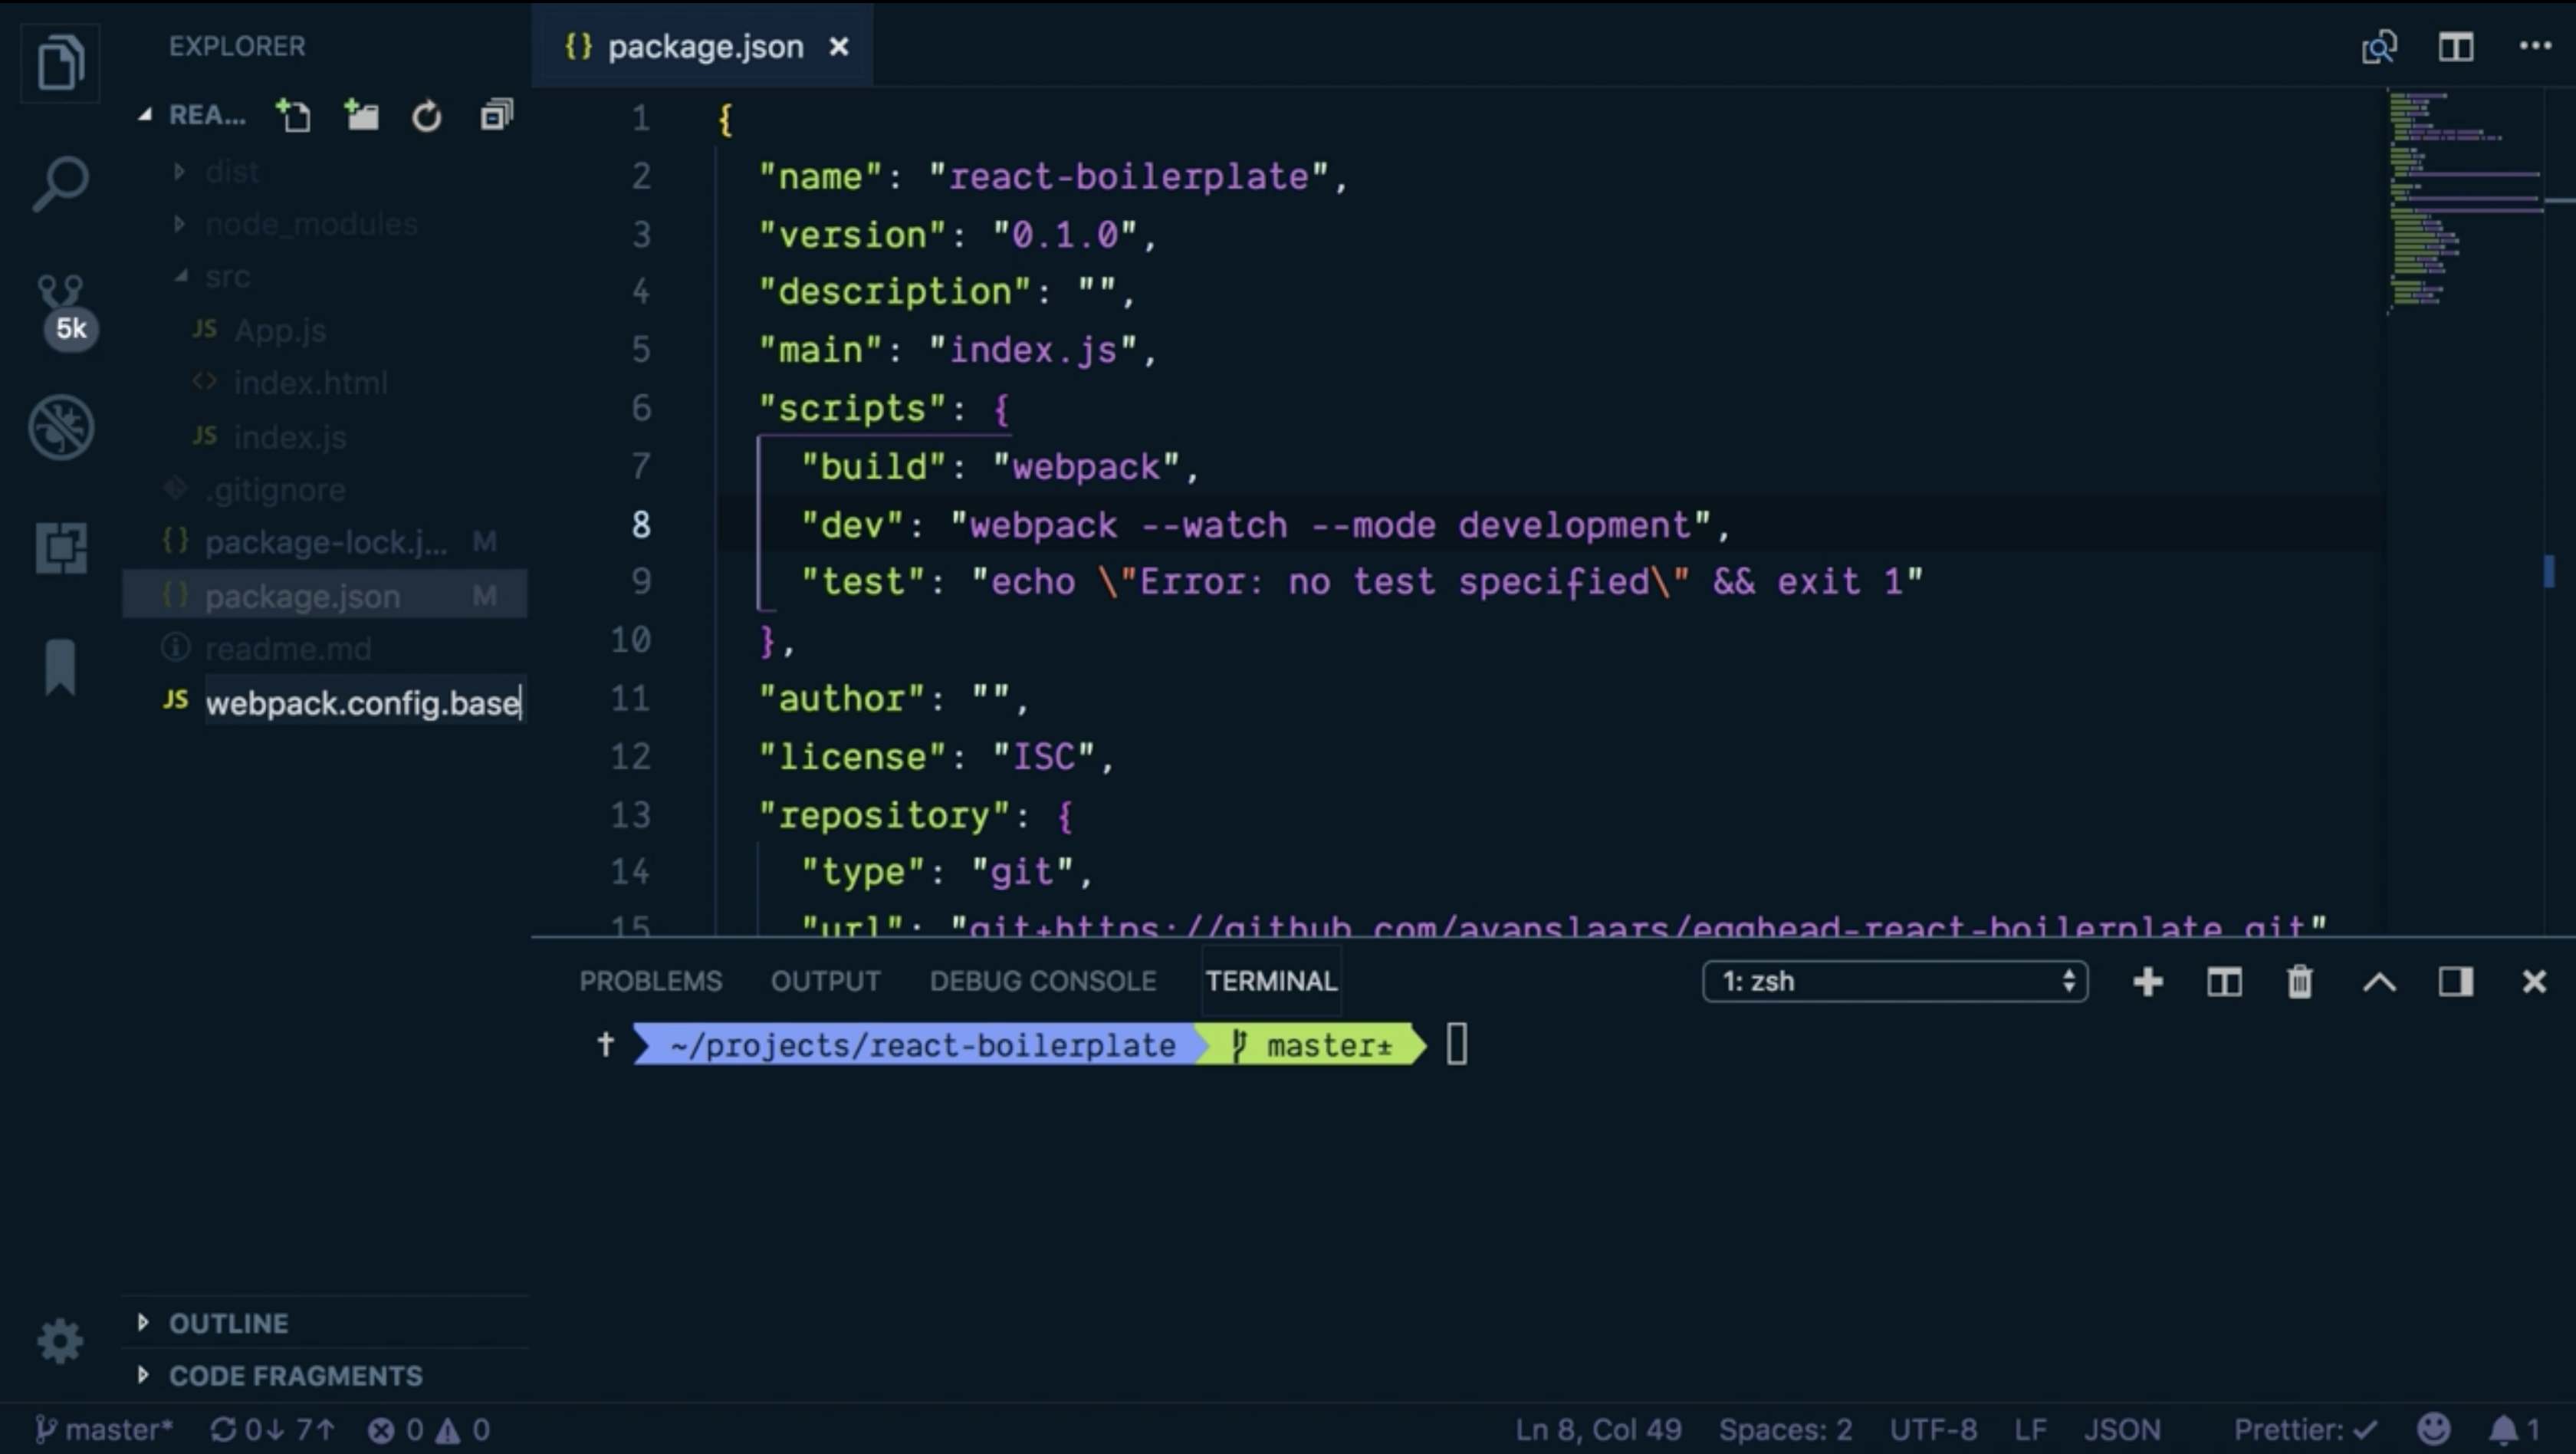 EXPLORER
REA...
dist
node_modules
src
JS App.js
<> index.html
JS index.js
.gitignore
{} package-lock.j... M
{} package.json M
readme.md
JS webpack.config.base
5k
OUTLINE
CODE FRAGMENTS
{} package.json ×
1 {
2 "name": "react-boilerplate",
3 "version": "0.1.0",
4 "description": "",
5 "main": "index.js",
6 "scripts": {
7 "build": "webpack",
8 "dev": "webpack --watch --mode development",
9 "test": "echo \"Error: no test specified\" && exit 1"
10 },
11 "author": "",
12 "license": "ISC",
13 "repository": {
14 "type": "git",
15 "url": "git+https://github.com/avanslaars/egghead-react-boilerplate.git"
PROBLEMS OUTPUT DEBUG CONSOLE TERMINAL 1: zsh
† ~/projects/react-boilerplate master±
master* 0↓ 7↑ 0 0 Ln 8, Col 49 Spaces: 2 UTF-8 LF JSON Prettier: ✓ 1